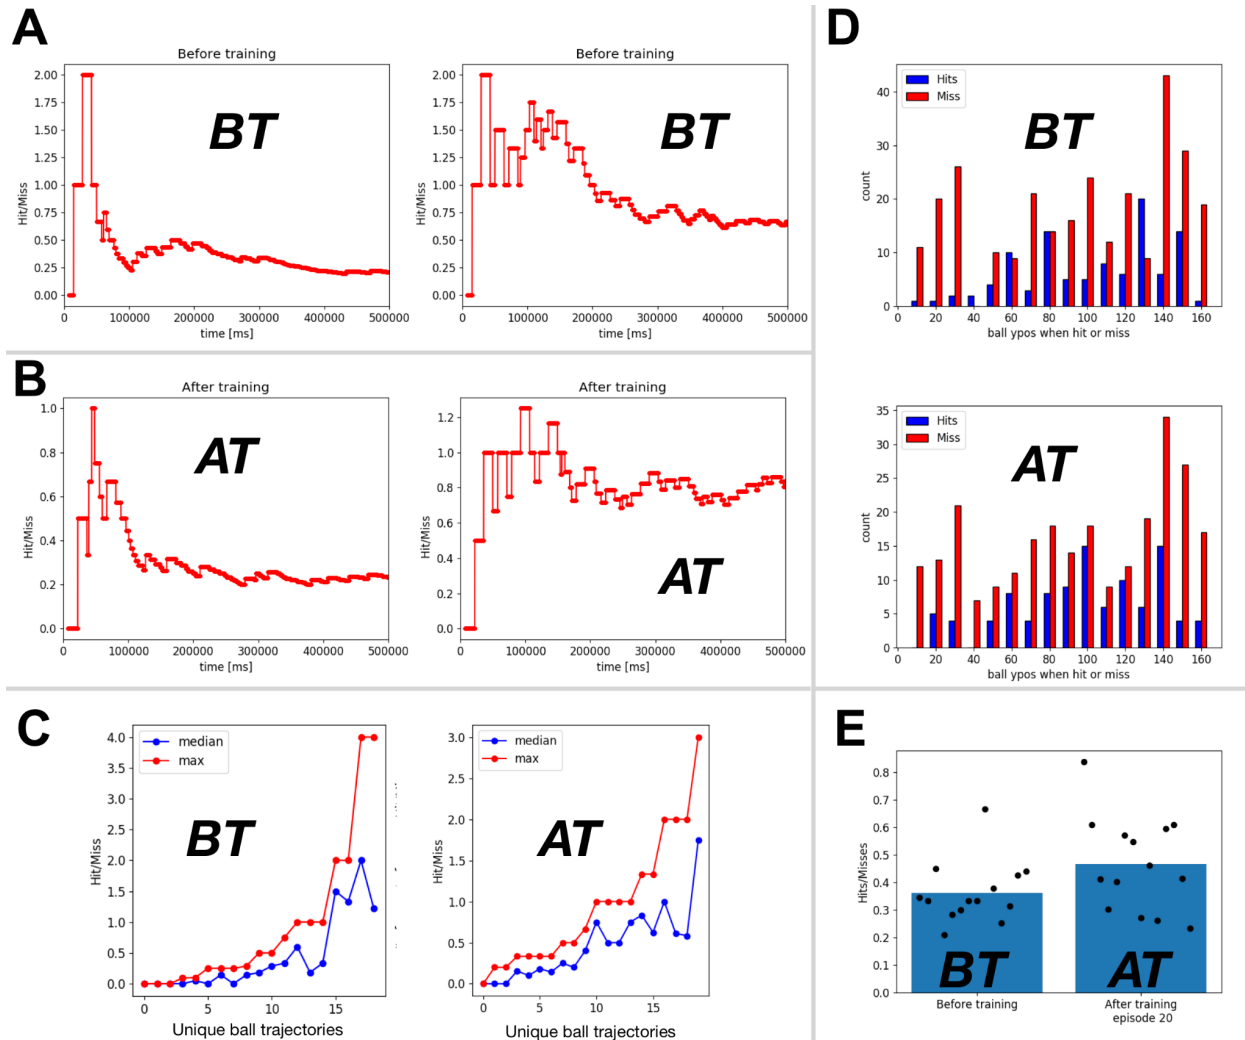 A
Before training
Hit/Miss
2.00
1.75
1.50
1.25
1.00
0.75
0.50
0.25
0.00
BT
0 100000 200000 300000 400000 500000
time [ms]
Before training
Hit/Miss
2.00
1.75
1.50
1.25
1.00
0.75
0.50
0.25
0.00
BT
0 100000 200000 300000 400000 500000
time [ms]
B
After training
Hit/Miss
1.0
0.8
0.6
0.4
0.2
0.0
AT
0 100000 200000 300000 400000 500000
time [ms]
After training
Hit/Miss
1.2
1.0
0.8
0.6
0.4
0.2
0.0
AT
0 100000 200000 300000 400000 500000
time [ms]
C
Hit/Miss
4.0
3.5
3.0
2.5
2.0
1.5
1.0
0.5
0.0
median
max
BT
0 5 10 15
Unique ball trajectories
Hit/Miss
3.0
2.5
2.0
1.5
1.0
0.5
0.0
median
max
AT
0 5 10 15
Unique ball trajectories
D
count
40
30
20
10
0
Hits
Miss
BT
0 20 40 60 80 100 120 140 160
ball ypos when hit or miss
count
35
30
25
20
15
10
5
0
Hits
Miss
AT
0 20 40 60 80 100 120 140 160
ball ypos when hit or miss
E
Hits/Misses
0.8
0.7
0.6
0.5
0.4
0.3
0.2
0.1
0.0
BT
AT
Before training
After training
episode 20